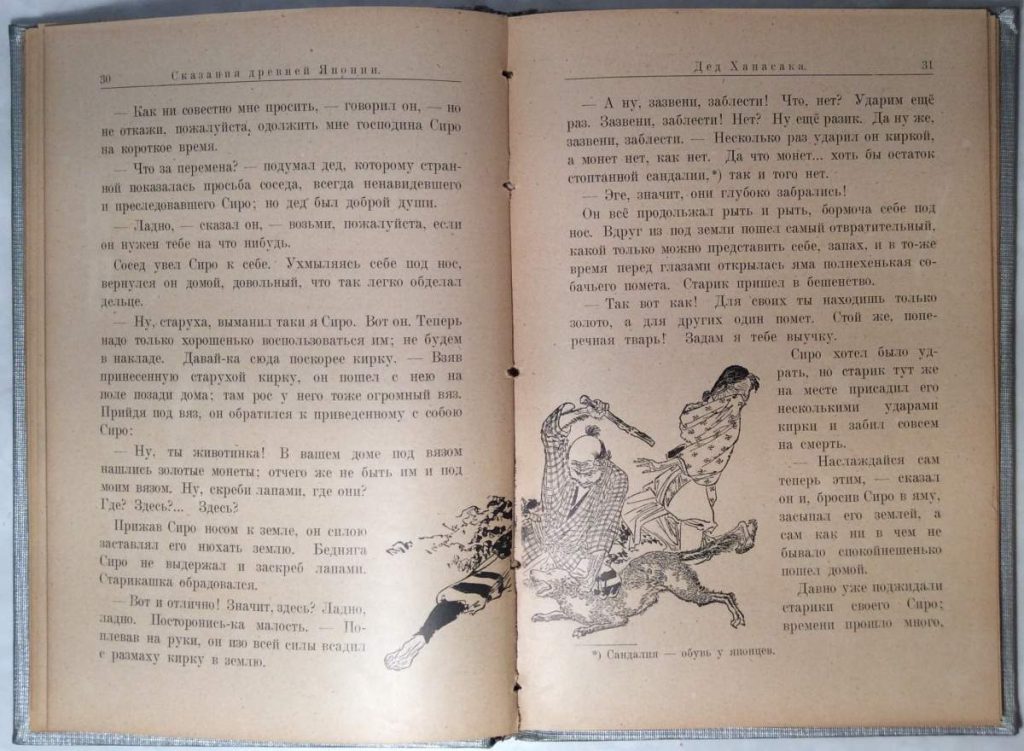 30
Сказания древней Японии.
— Как ни совестно мне просить, — говорил он, — но
не откажи, пожалуйста, одолжить мне господина Сиро
на короткое время.
— Что за перемена? — подумал дед, которому стран-
ной показалась просьба соседа, всегда ненавидевшего
и преследовавшего Сиро; но дед был доброй души.
— Ладно, — сказал он, — возьми, пожалуйста, если
он нужен тебе на что нибудь.
Сосед увел Сиро к себе. Ухмыляясь себе под нос,
вернулся он домой, довольный, что так легко обделал
дельце.
— Ну, старуха, выманил таки я Сиро. Вот он. Теперь
надо только хорошенько воспользоваться им; не будем
в накладе. Давай-ка сюда поскорее кирку. — Взяв
принесенную старухой кирку, он пошел с нею на
поле позади дома; там рос у него тоже огромный вяз.
Прийдя под вяз, он обратился к приведенному с собою
Сиро:
— Ну, ты животинка! В вашем доме под вязом
нашлись золотые монеты; отчего же не быть им и под
моим вязом. Ну, скреби лапами, где они?
Где? Здесь?... Здесь?
Прижав Сиро носом к земле, он силою
заставлял его нюхать землю. Бедняга
Сиро не выдержал и заскреб лапами.
Старикашка обрадовался.
— Вот и отлично! Значит, здесь? Ладно,
ладно. Посторонись-ка малость. — По-
плевав на руки, он изо всей силы всадил
с размаху кирку в землю.
Дед Ханасака.
31
— А ну, зазвени, заблести! Что, нет? Ударим ещё
раз. Зазвени, заблести! Нет? Ну ещё разик. Да ну же,
зазвени, заблести. — Несколько раз ударил он киркой,
а монет нет, как нет. Да что монет... хоть бы остаток
стоптанной сандалии,*) так и того нет.
— Эге, значит, они глубоко забрались!
Он всё продолжал рыть и рыть, бормоча себе под
нос. Вдруг из под земли пошел самый отвратительный,
какой только можно представить себе, запах, и в то-же
время перед глазами открылась яма полнехенькая со-
бачьего помета. Старик пришел в бешенство.
— Так вот как! Для своих ты находишь только
золото, а для других один помет. Стой же, попе-
речная тварь! Задам я тебе выучку.
Сиро хотел было уд-
рать, но старик тут же
на месте присадил его
несколькими ударами
кирки и забил совсем
на смерть.
— Наслаждайся сам
теперь этим, — сказал
он и, бросив Сиро в яму,
засыпал его землей, а
сам как ни в чем не
бывало спокойнешенько
пошел домой.
Давно уже поджидали
старики своего Сиро;
времени прошло много,
*) Сандалия — обувь у японцев.